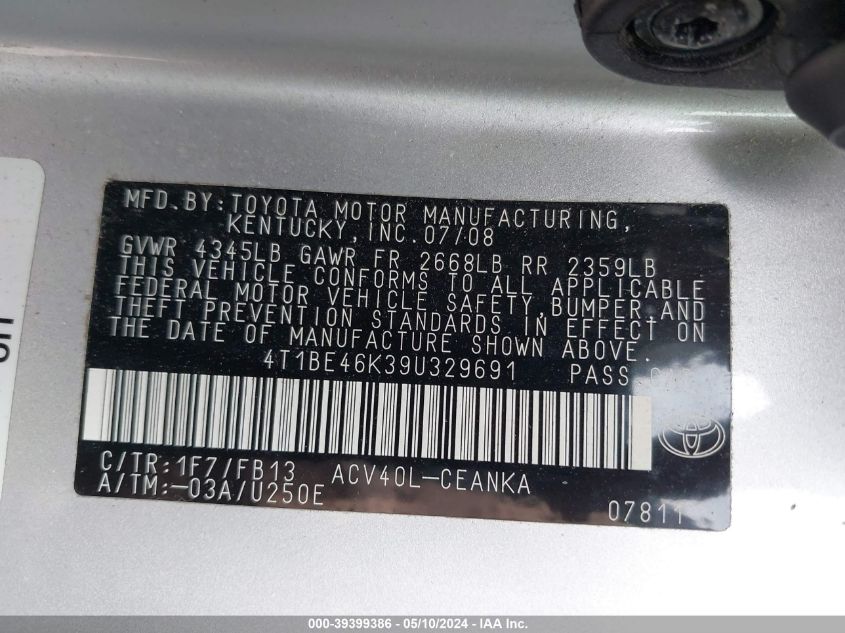 MFD.BY:TOYOTA MOTOR MANUFACTURING,
KENTUCKY, INC. 07/08
GVWR 4345LB GAWR FR 2668LB RR 2359LB
THIS VEHICLE CONFORMS TO ALL APPLICABLE
FEDERAL MOTOR VEHICLE SAFETY, BUMPER, AND
THEFT PREVENTION STANDARDS IN EFFECT ON
THE DATE OF MANUFACTURE SHOWN ABOVE.
4T1BE46K39U329691 PASS.
C/TR:1F7/FB13 ACV40L-CEANKA
A/TM:-03A/U250E
07811
000-39399386 - 05/10/2024 - IAA Inc.